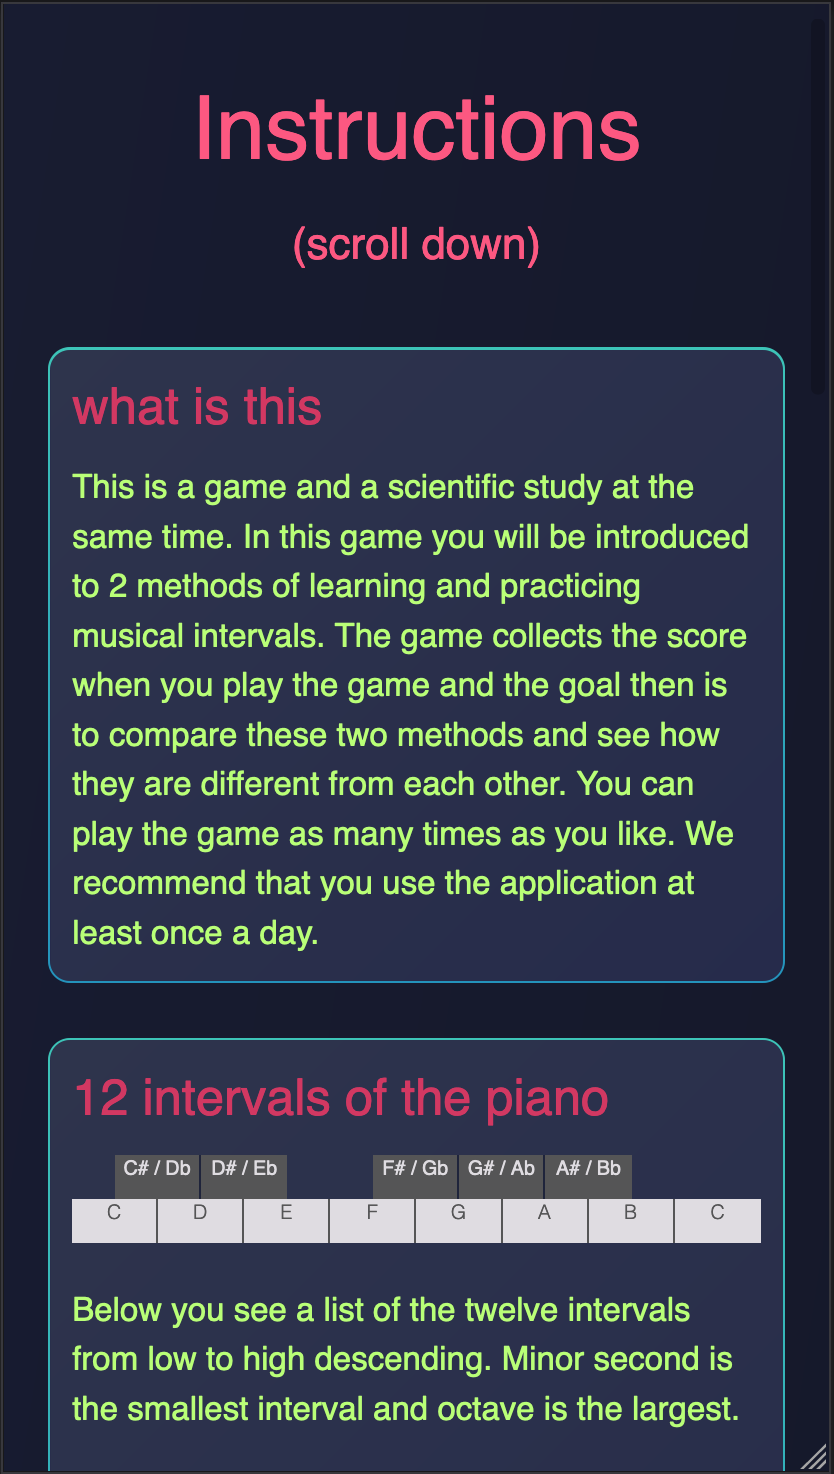 Instructions
(scroll down)
what is this
This is a game and a scientific study at the
same time. In this game you will be introduced
to 2 methods of learning and practicing
musical intervals. The game collects the score
when you play the game and the goal then is
to compare these two methods and see how
they are different from each other. You can
play the game as many times as you like. We
recommend that you use the application at
least once a day.
12 intervals of the piano
C# / Db D# / Eb F# / Gb G# / Ab A# / Bb
C D E F G A B C
Below you see a list of the twelve intervals
from low to high descending. Minor second is
the smallest interval and octave is the largest.